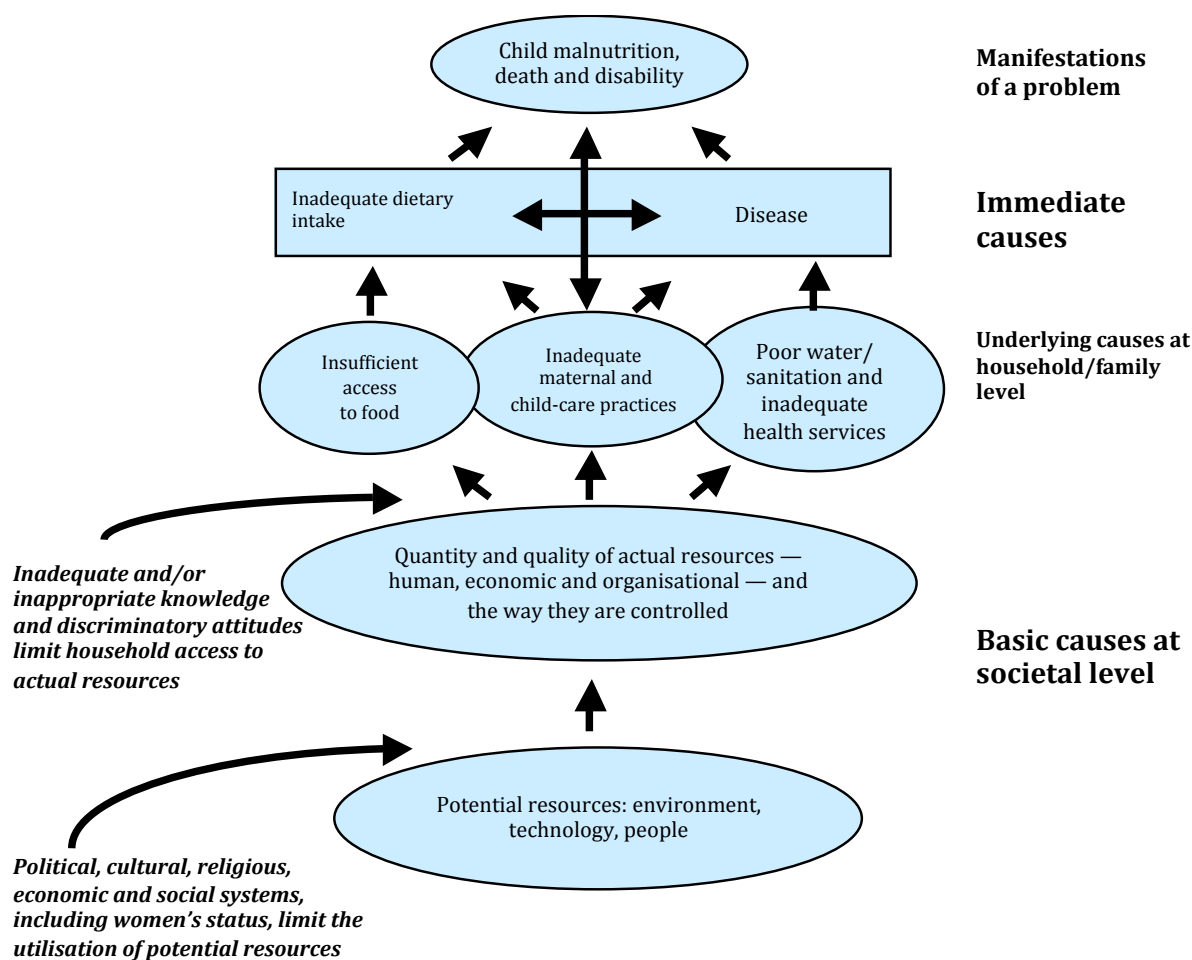 Child malnutrition,
death and disability
Manifestations
of a problem
Inadequate dietary
intake
Disease
Immediate
causes
Insufficient
access
to food
Inadequate
maternal and
child-care practices
Poor water/
sanitation and
inadequate
health services
Underlying causes at
household/family
level
Quantity and quality of actual resources —
human, economic and organisational — and
the way they are controlled
Inadequate and/or
inappropriate knowledge
and discriminatory attitudes
limit household access to
actual resources
Basic causes at
societal level
Potential resources: environment,
technology, people
Political, cultural, religious,
economic and social systems,
including women’s status, limit the
utilisation of potential resources